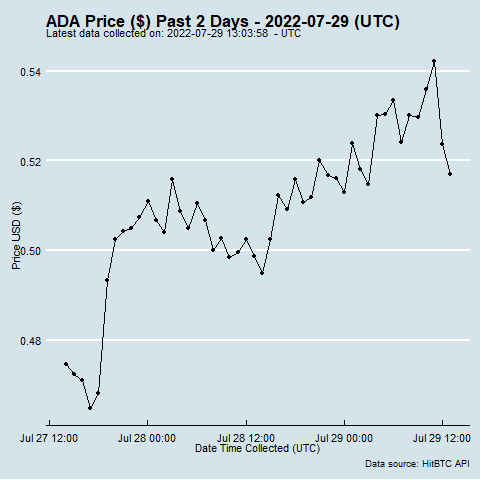 ADA Price ($) Past 2 Days - 2022-07-29 (UTC)
Latest data collected on: 2022-07-29 13:03:58 - UTC
0.54
0.52
0.50
0.48
Price USD ($)
Jul 27 12:00 Jul 28 00:00 Jul 28 12:00 Jul 29 00:00 Jul 29 12:00
Date Time Collected (UTC)
Data source: HitBTC API